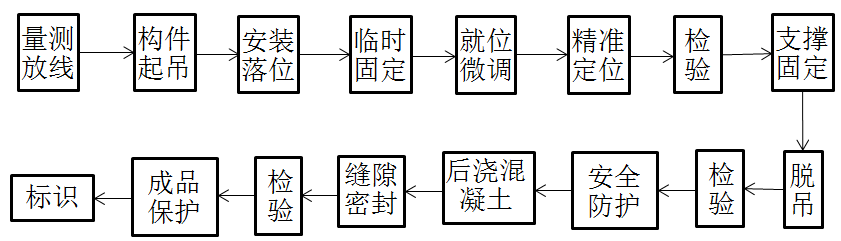 量测
放线
构件
起吊
安装
落位
临时
固定
就位
微调
精准
定位
检
验
支撑
固定
脱
吊
检
验
安全
防护
后浇混
凝土
缝隙
密封
检
验
成品
保护
标识